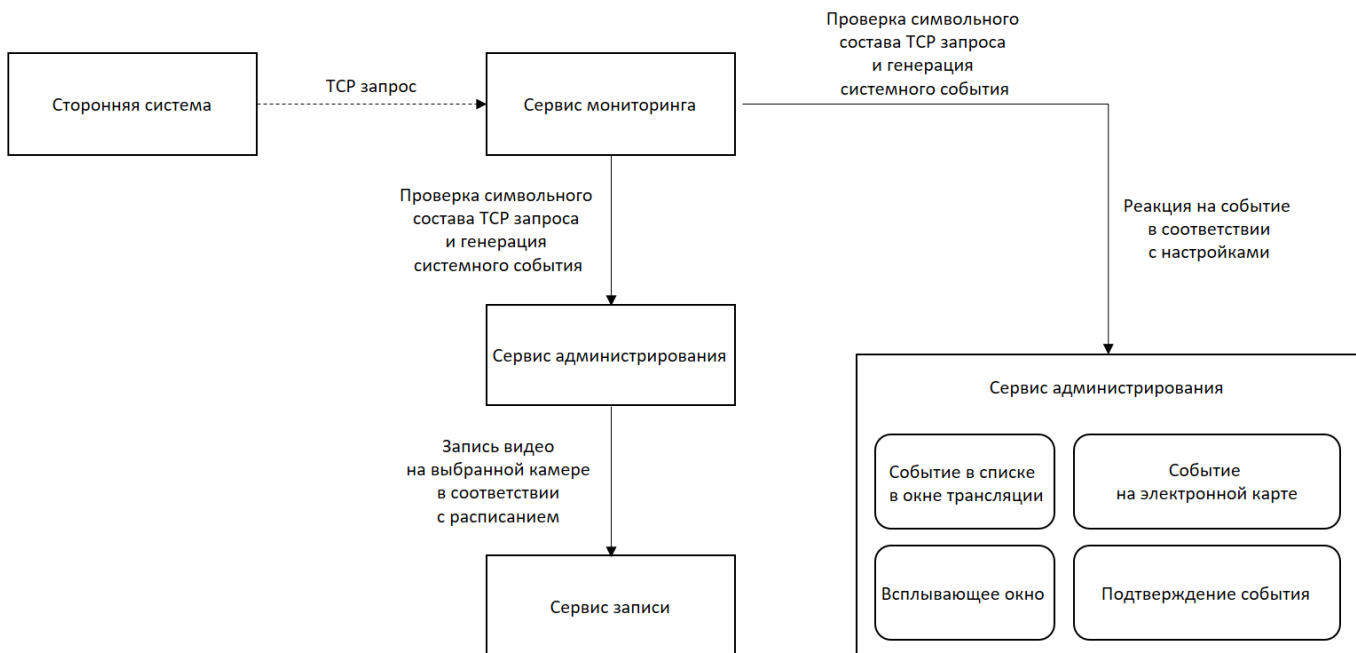 Проверка символьного
состава TCP запроса
и генерация
системного события
TCP запрос
Сторонняя система
Сервис мониторинга
Проверка символьного
состава TCP запроса
и генерация
системного события
Реакция на событие
в соответствии
с настройками
Сервис администрирования
Сервис администрирования
Запись видео
на выбранной камере
в соответствии
с расписанием
Событие в списке
в окне трансляции
Событие
на электронной карте
Всплывающее окно
Подтверждение события
Сервис записи